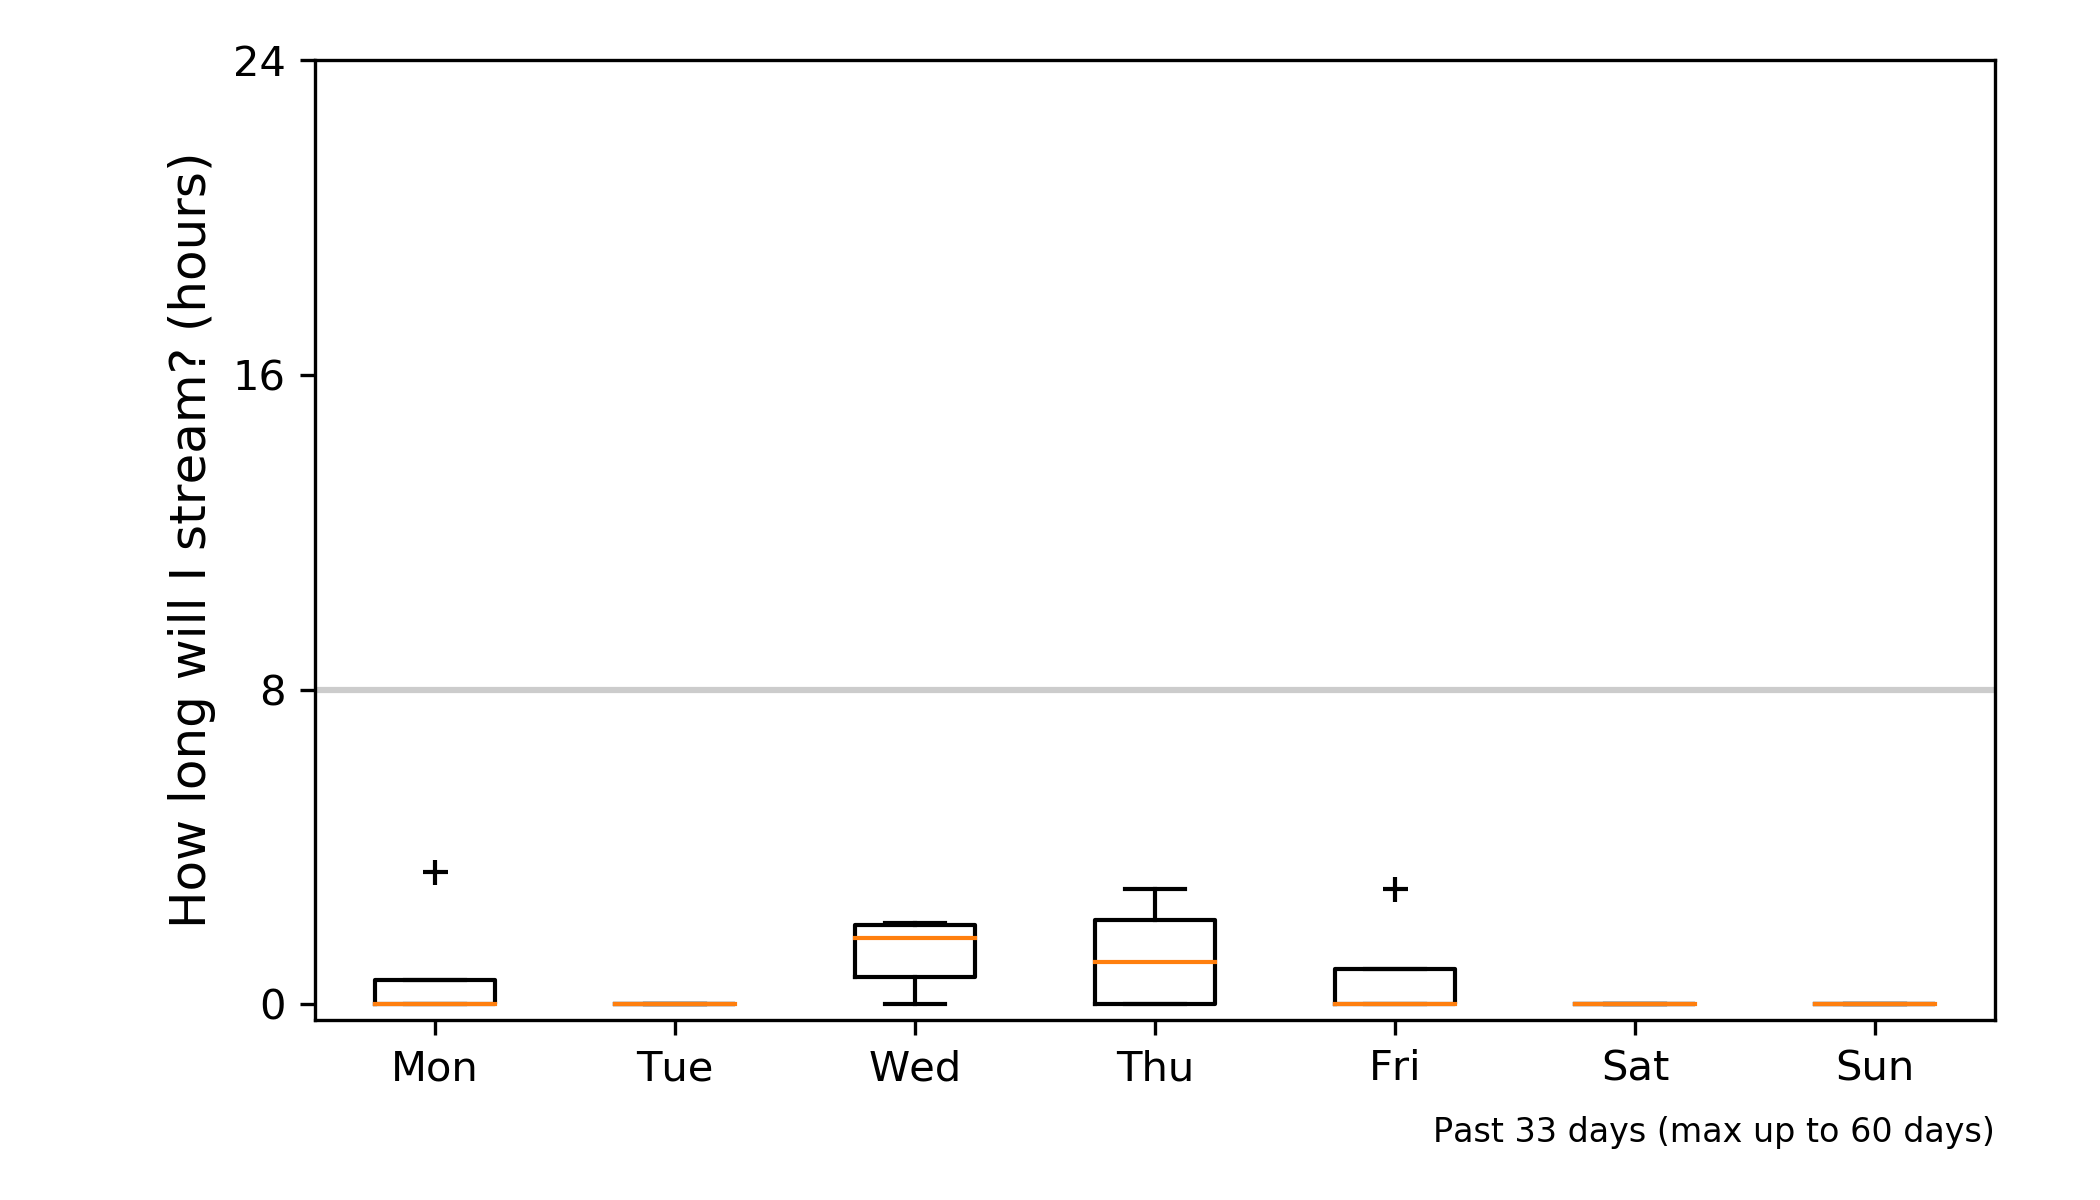 How long will I stream? (hours)
24
16
8
0
Mon Tue Wed Thu Fri Sat Sun
Past 33 days (max up to 60 days)